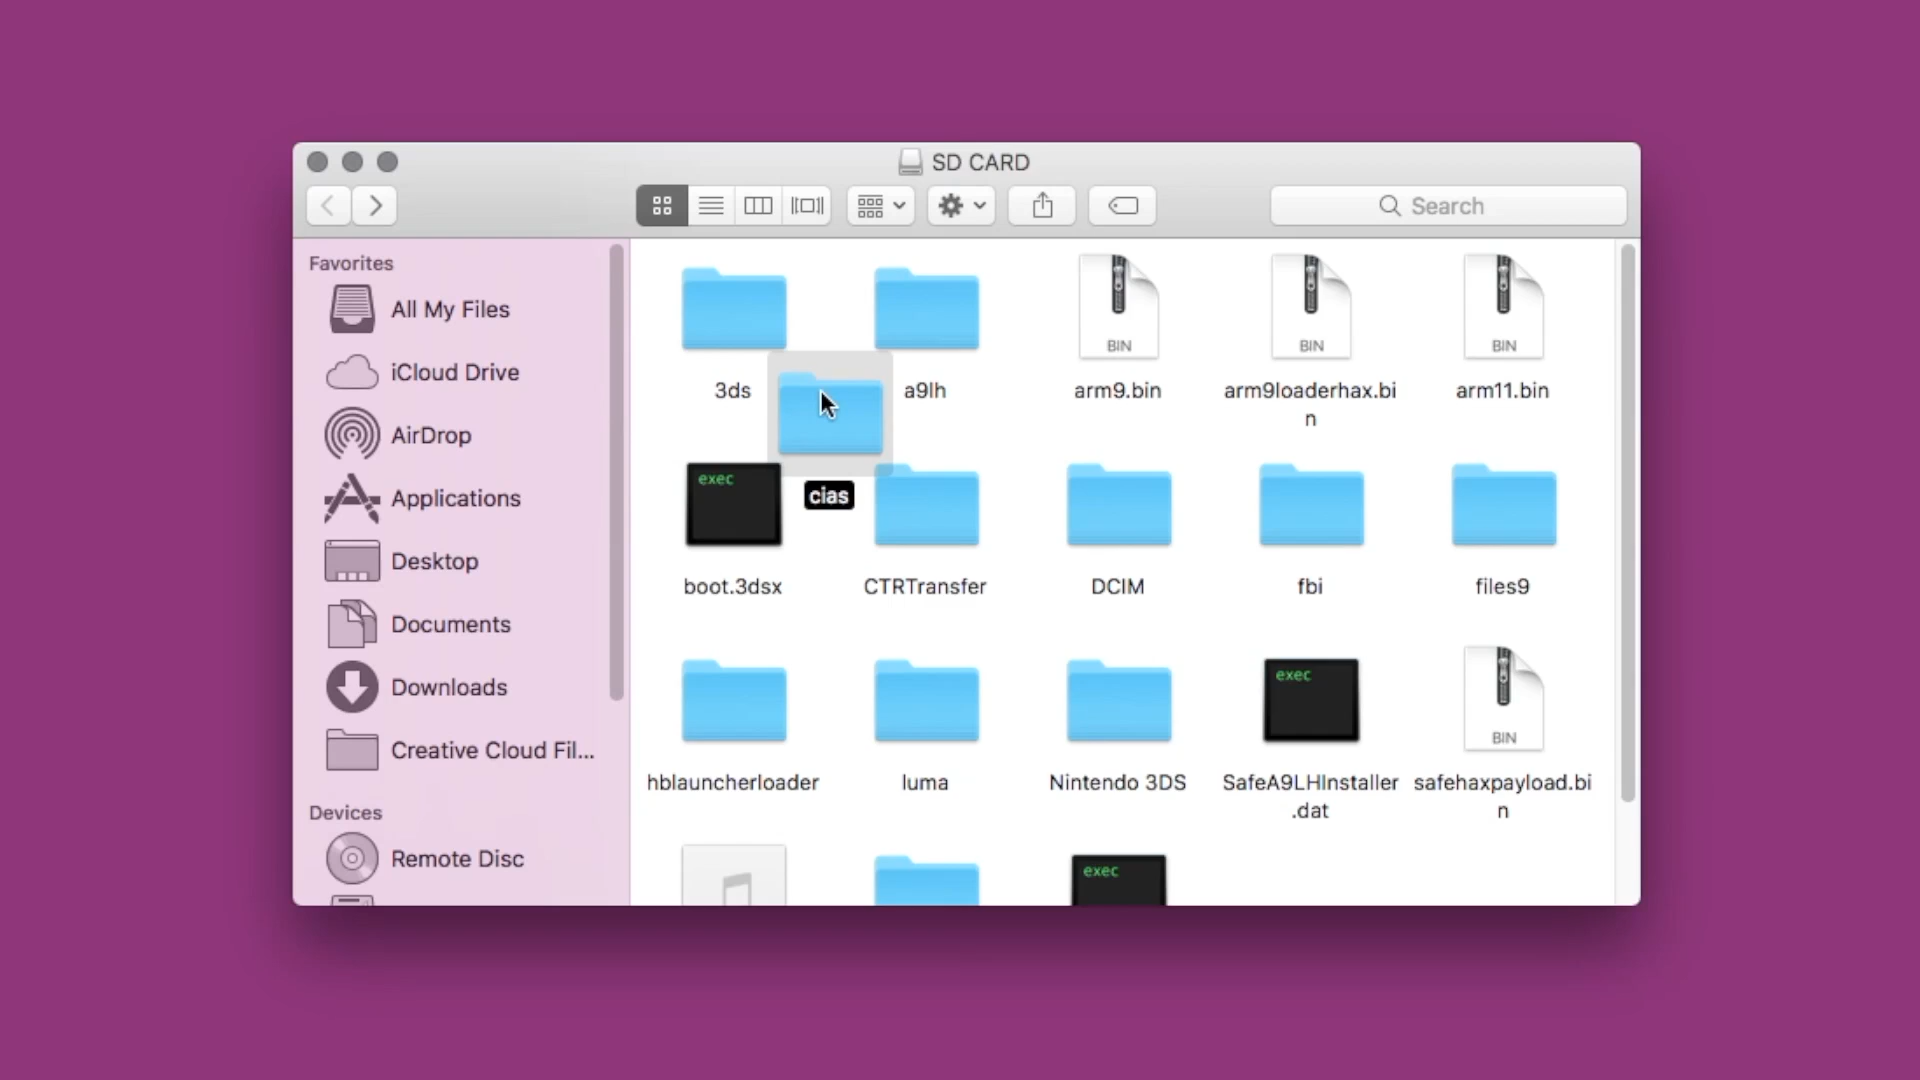 SD CARD
Search
Favorites
All My Files
iCloud Drive
AirDrop
Applications
Desktop
Documents
Downloads
Creative Cloud Fil...
Devices
Remote Disc
3ds
a9lh
BIN
arm9.bin
BIN
arm9loaderhax.bi
n
BIN
arm11.bin
cias
exec
boot.3dsx
CTRTransfer
DCIM
fbi
files9
hblauncherloader
luma
Nintendo 3DS
exec
SafeA9LHInstaller
.dat
BIN
safehaxpayload.bi
n
exec